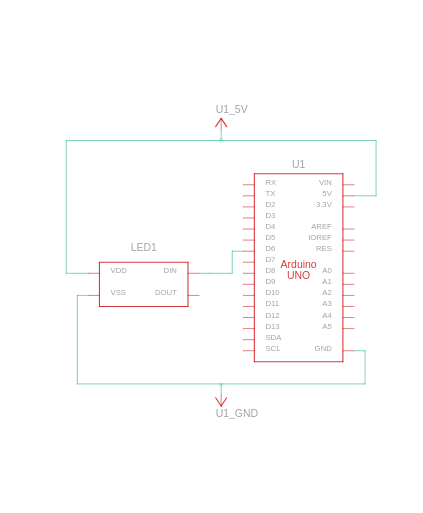 U1_5V
U1
RX
TX
D2
D3
D4
D5
D6
D7
D8
D9
D10
D11
D12
D13
SDA
SCL
VIN
5V
3.3V
AREF
IOREF
RES
A0
A1
A2
A3
A4
A5
GND
Arduino
UNO
LED1
VDD DIN
VSS DOUT
U1_GND